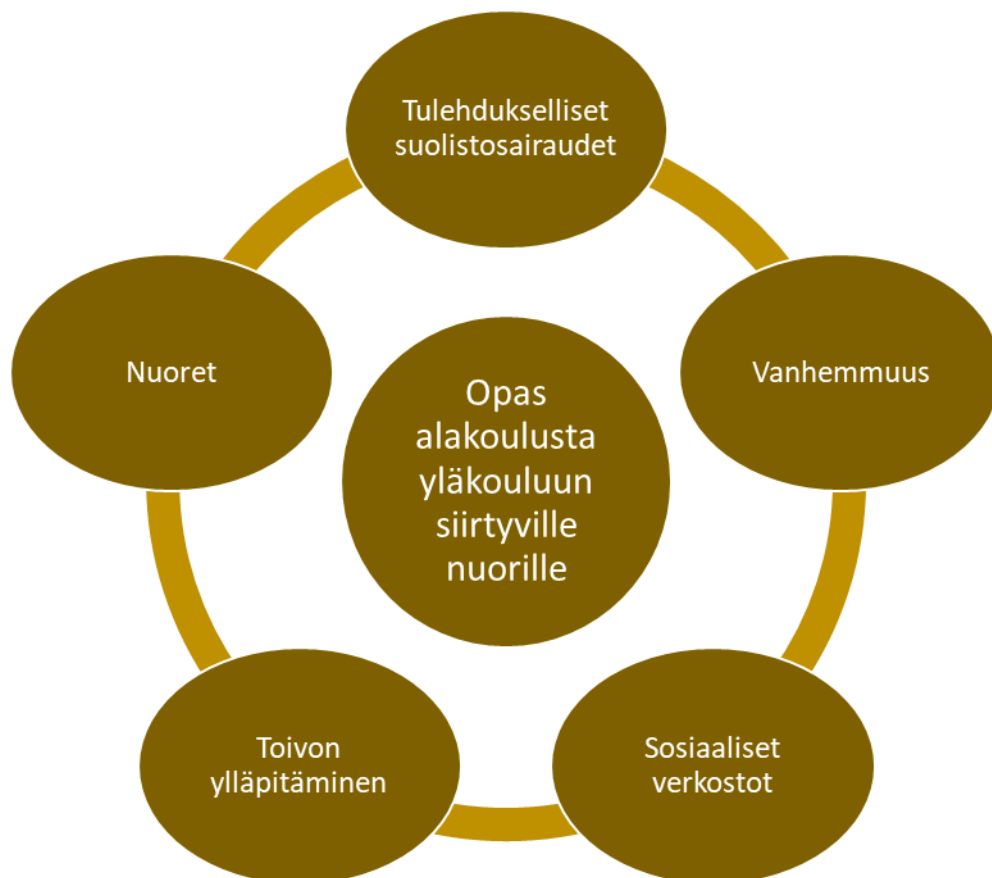 Tulehdukselliset
suolistosairaudet
Nuoret
Vanhemmuus
Opas
alakoulusta
yläkouluun
siirtyville
nuorille
Toivon
ylläpitäminen
Sosiaaliset
verkostot